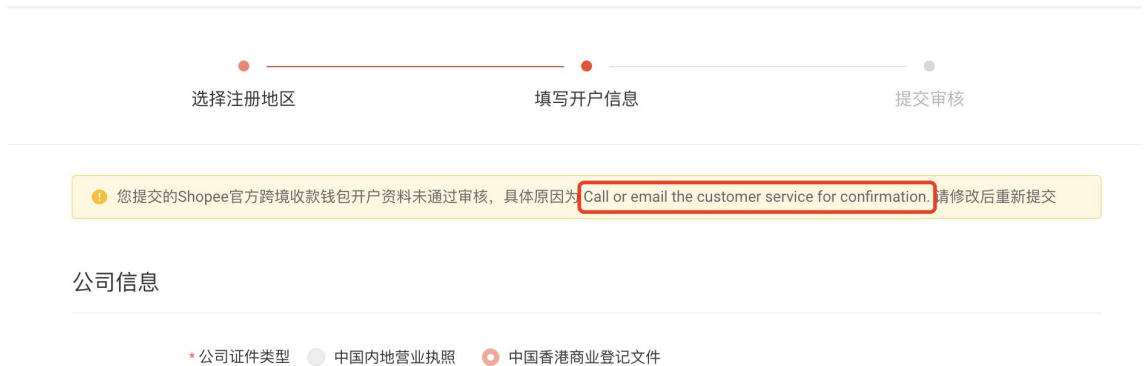 选择注册地区
填写开户信息
提交审核
您提交的Shopee官方跨境收款钱包开户资料未通过审核，具体原因为 Call or email the customer service for confirmation. 请修改后重新提交
公司信息
* 公司证件类型 中国内地营业执照 中国香港商业登记文件